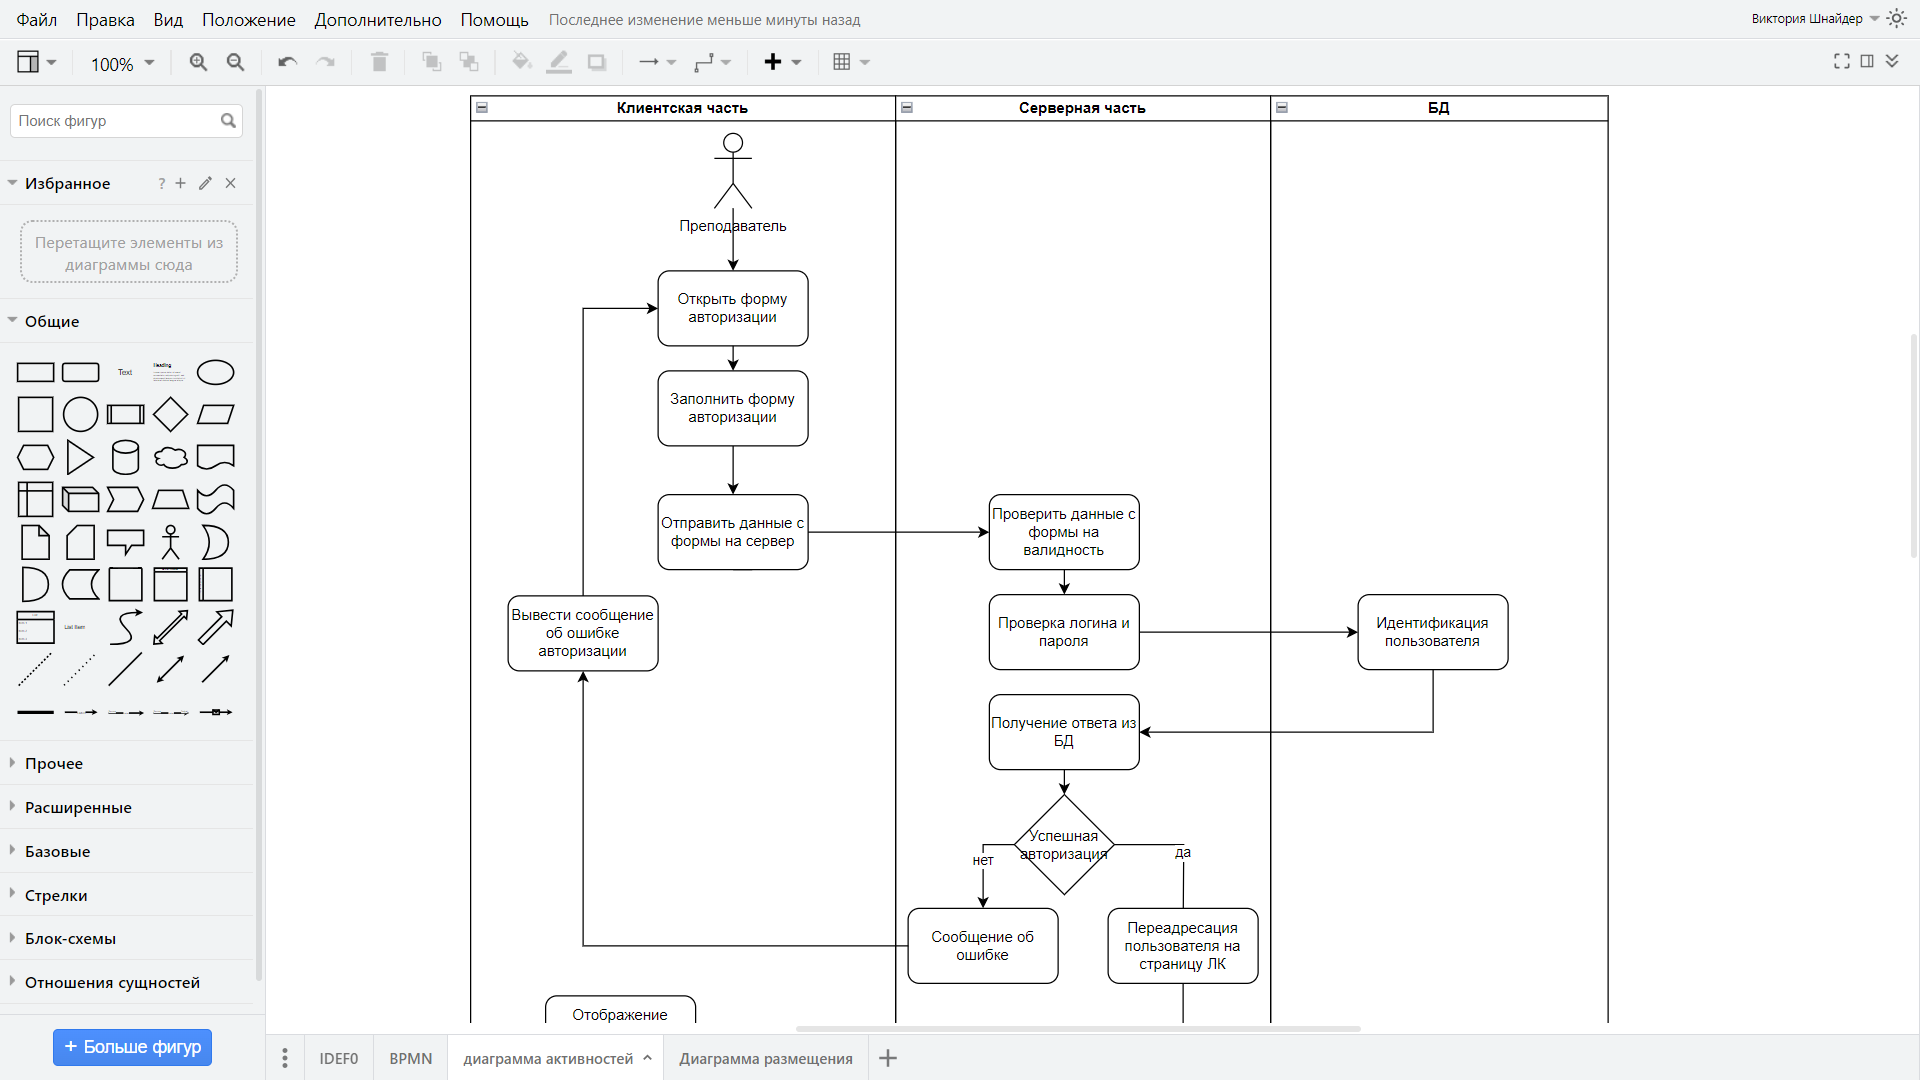 Файл Правка Вид Положение Дополнительно Помощь Последнее изменение меньше минуты назад
Виктория Шнайдер
100%
Поиск фигур
Избранное
?
Перетащите элементы из
диаграммы сюда
Общие
Text
Heading
List Item
Прочее
Расширенные
Базовые
Стрелки
Блок-схемы
Отношения сущностей
+ Больше фигур
Клиентская часть
Серверная часть
БД
Преподаватель
Открыть форму
авторизации
Заполнить форму
авторизации
Отправить данные с
формы на сервер
Проверить данные с
формы на
валидность
Вывести сообщение
об ошибке
авторизации
Проверка логина и
пароля
Идентификация
пользователя
Получение ответа из
БД
Успешная
авторизация
нет
да
Сообщение об
ошибке
Переадресация
пользователя на
страницу ЛК
Отображение
IDEF0
BPMN
диаграмма активностей
Диаграмма размещения